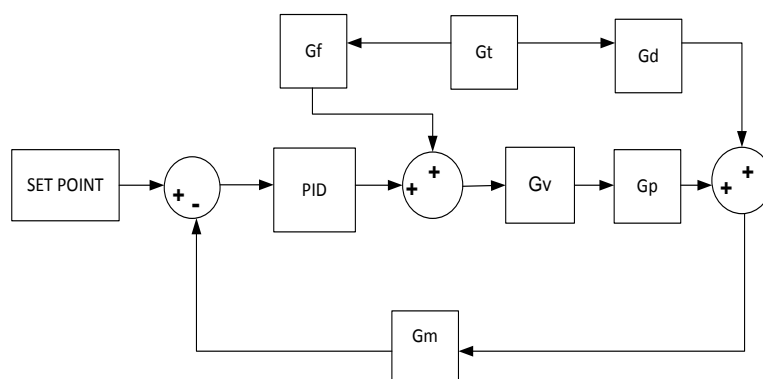 Gf
Gt
Gd
SET POINT
+
-
PID
+
+
Gv
Gp
+
+
Gm